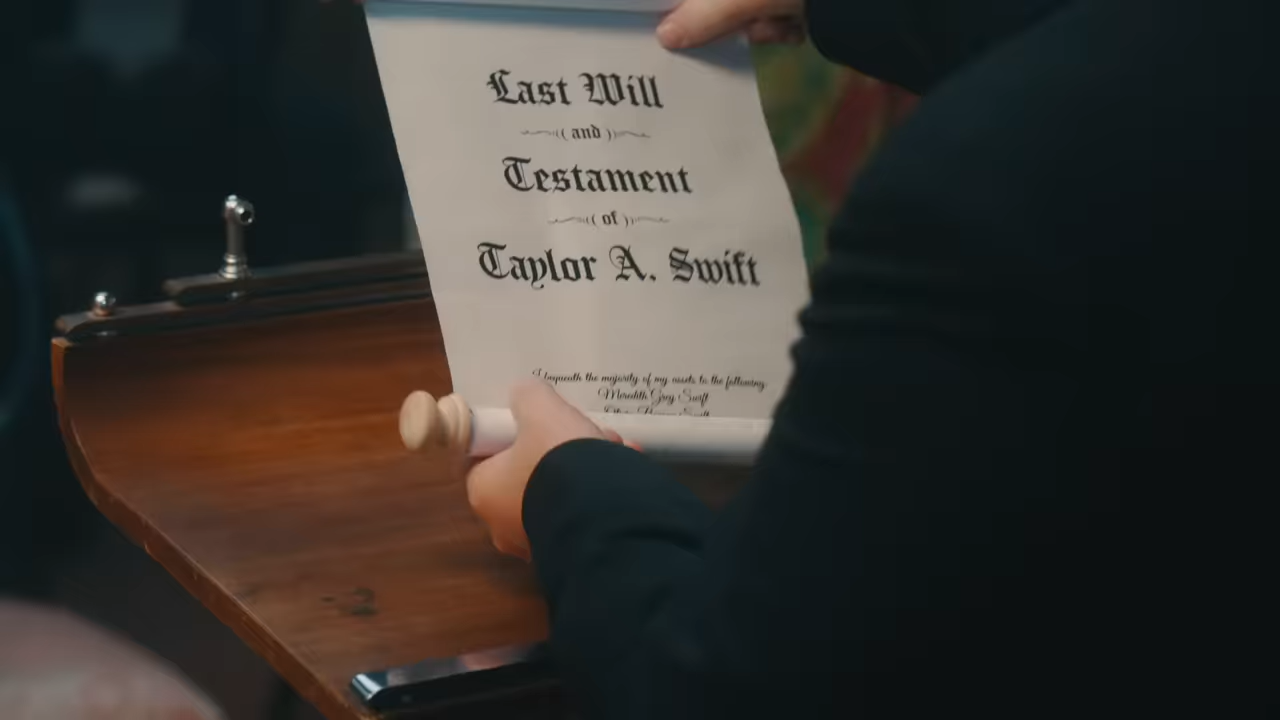 Last Will
and
Testament
of
Taylor A. Swift
I bequeath the majority of my assets to the following:
Meredith Grey Swift
Swift